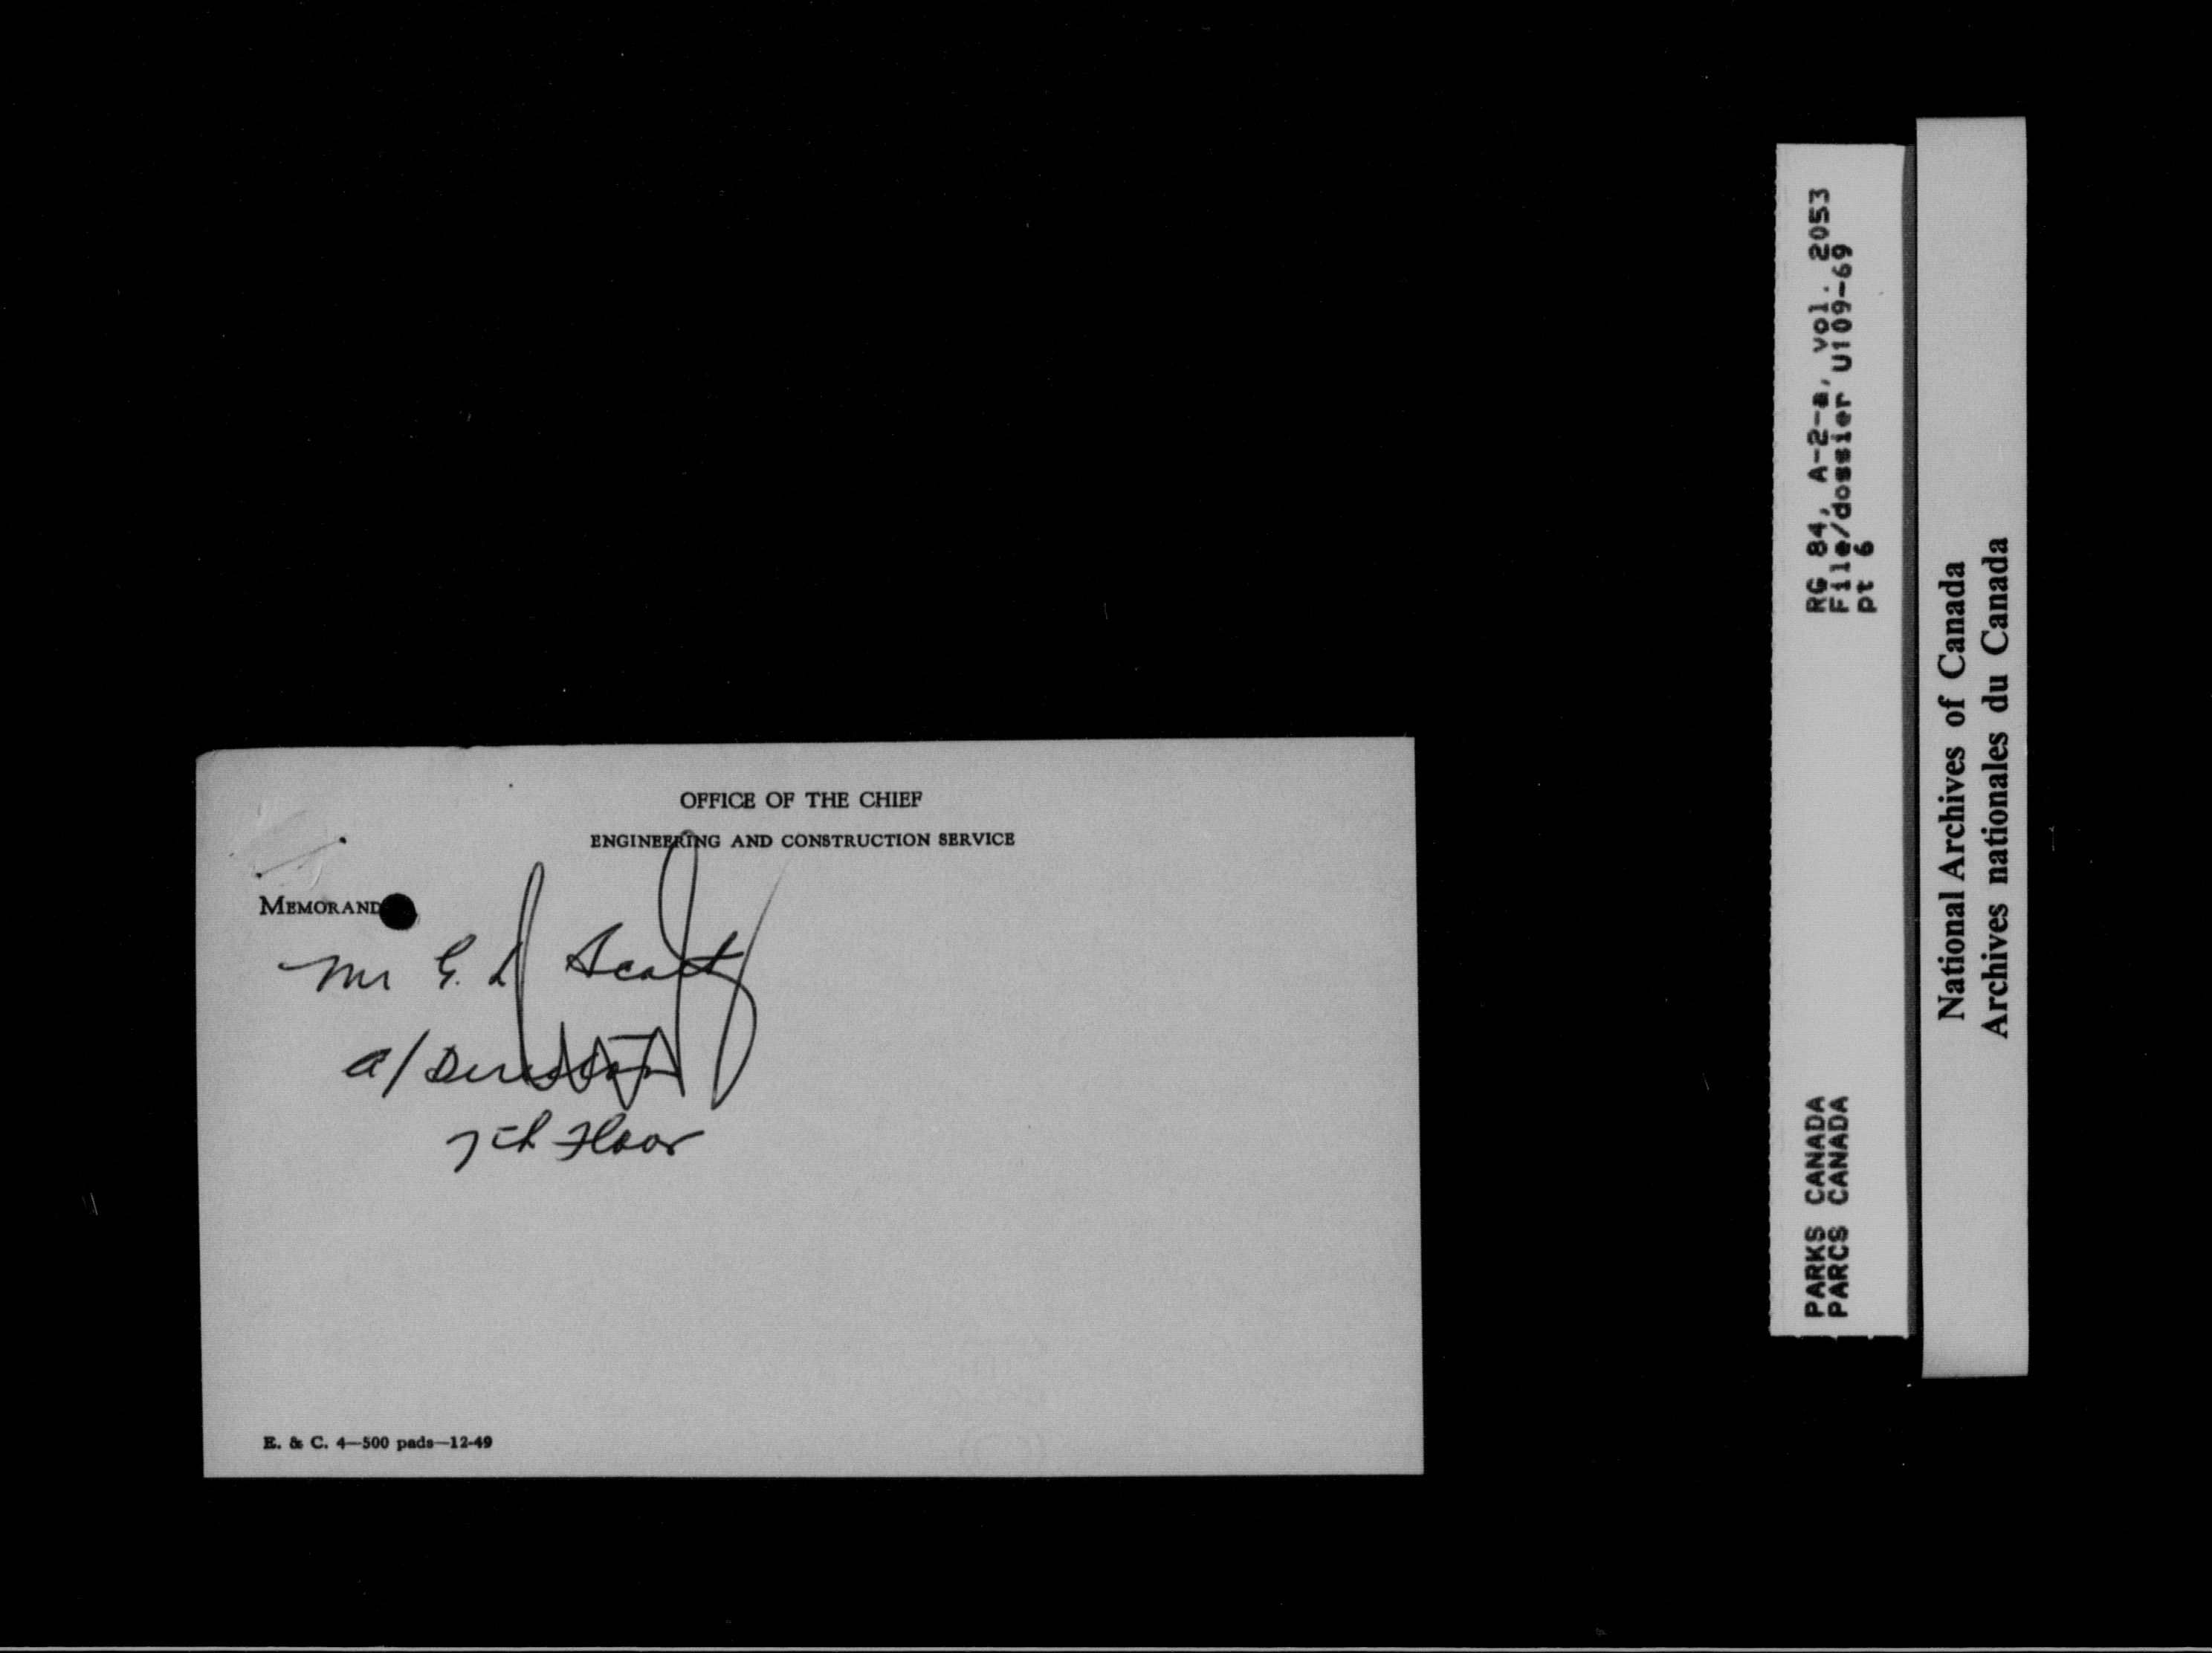 OFFICE OF THE CHIEF
ENGINEERING AND CONSTRUCTION SERVICE
MEMORAND
Mr G. L Scott
a/Director
7th Floor
E. & C. 4—500 pads—12-49
RG 84, A-2-a, vol. 2053
File/dossier U109-69
pt 6
PARKS CANADA
PARCS CANADA
National Archives of Canada
Archives nationales du Canada